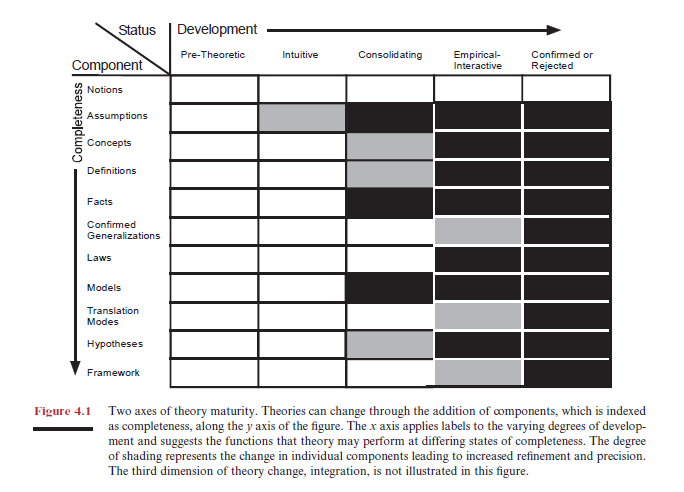 Status Development
Pre-Theoretic Intuitive Consolidating Empirical- Confirmed or
Interactive Rejected
Component
Completeness
Notions
Assumptions
Concepts
Definitions
Facts
Confirmed
Generalizations
Laws
Models
Translation
Modes
Hypotheses
Framework
Figure 4.1 Two axes of theory maturity. Theories can change through the addition of components, which is indexed
as completeness, along the y axis of the figure. The x axis applies labels to the varying degrees of develop-
ment and suggests the functions that theory may perform at differing states of completeness. The degree
of shading represents the change in individual components leading to increased refinement and precision.
The third dimension of theory change, integration, is not illustrated in this figure.